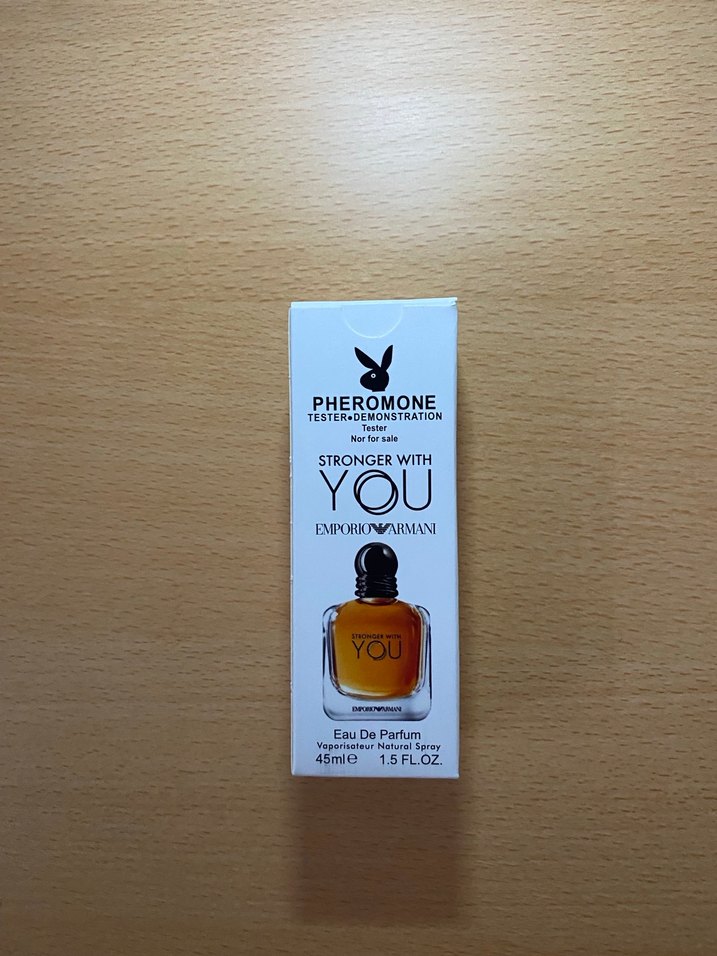 PHEROMONE
TESTER•DEMONSTRATION
Tester
Nor for sale
STRONGER WITH
YOU
EMPORIO ARMANI
STRONGER WITH
YOU
EMPORIO ARMANI
Eau De Parfum
Vaporisateur Natural Spray
45ml℮ 1.5 FL.OZ.